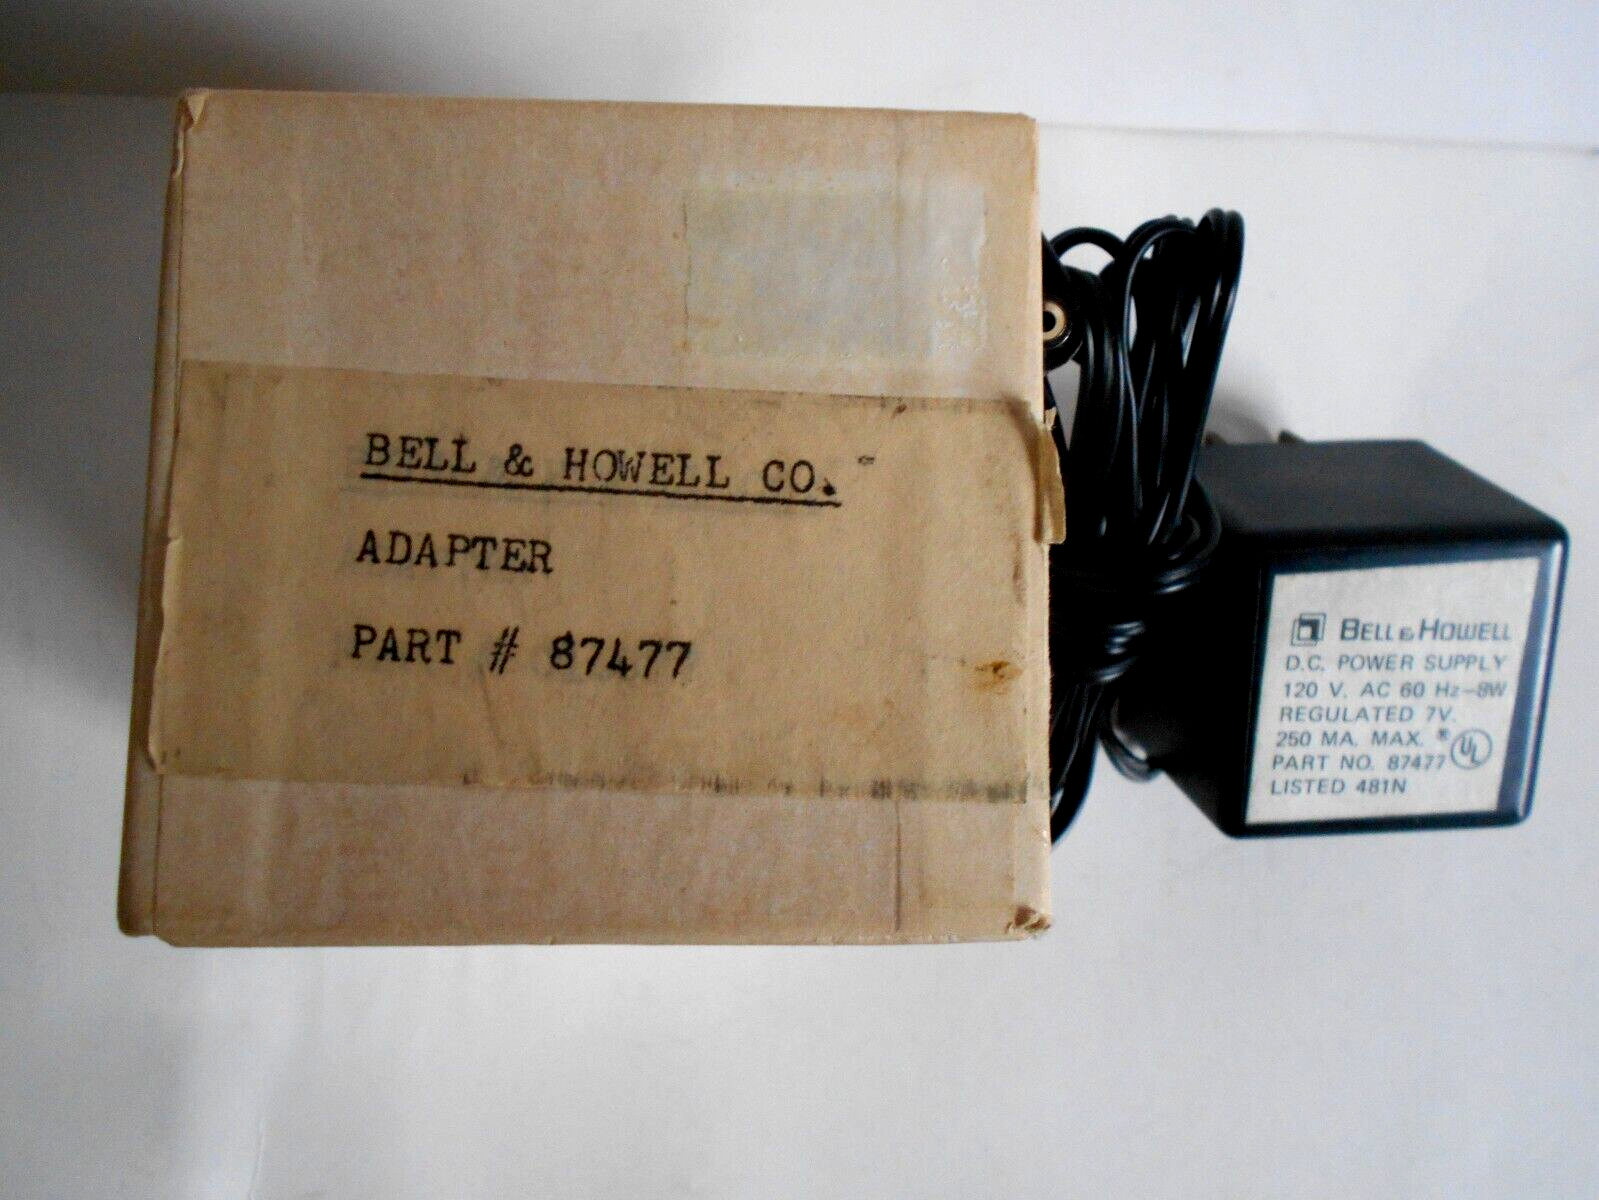 BELL & HOWELL CO.
ADAPTER
PART # 87477
BELL & HOWELL
D.C. POWER SUPPLY
120 V. AC 60 Hz-8W
REGULATED 7V.
250 MA. MAX. ®
PART NO. 87477 UL
LISTED 481N